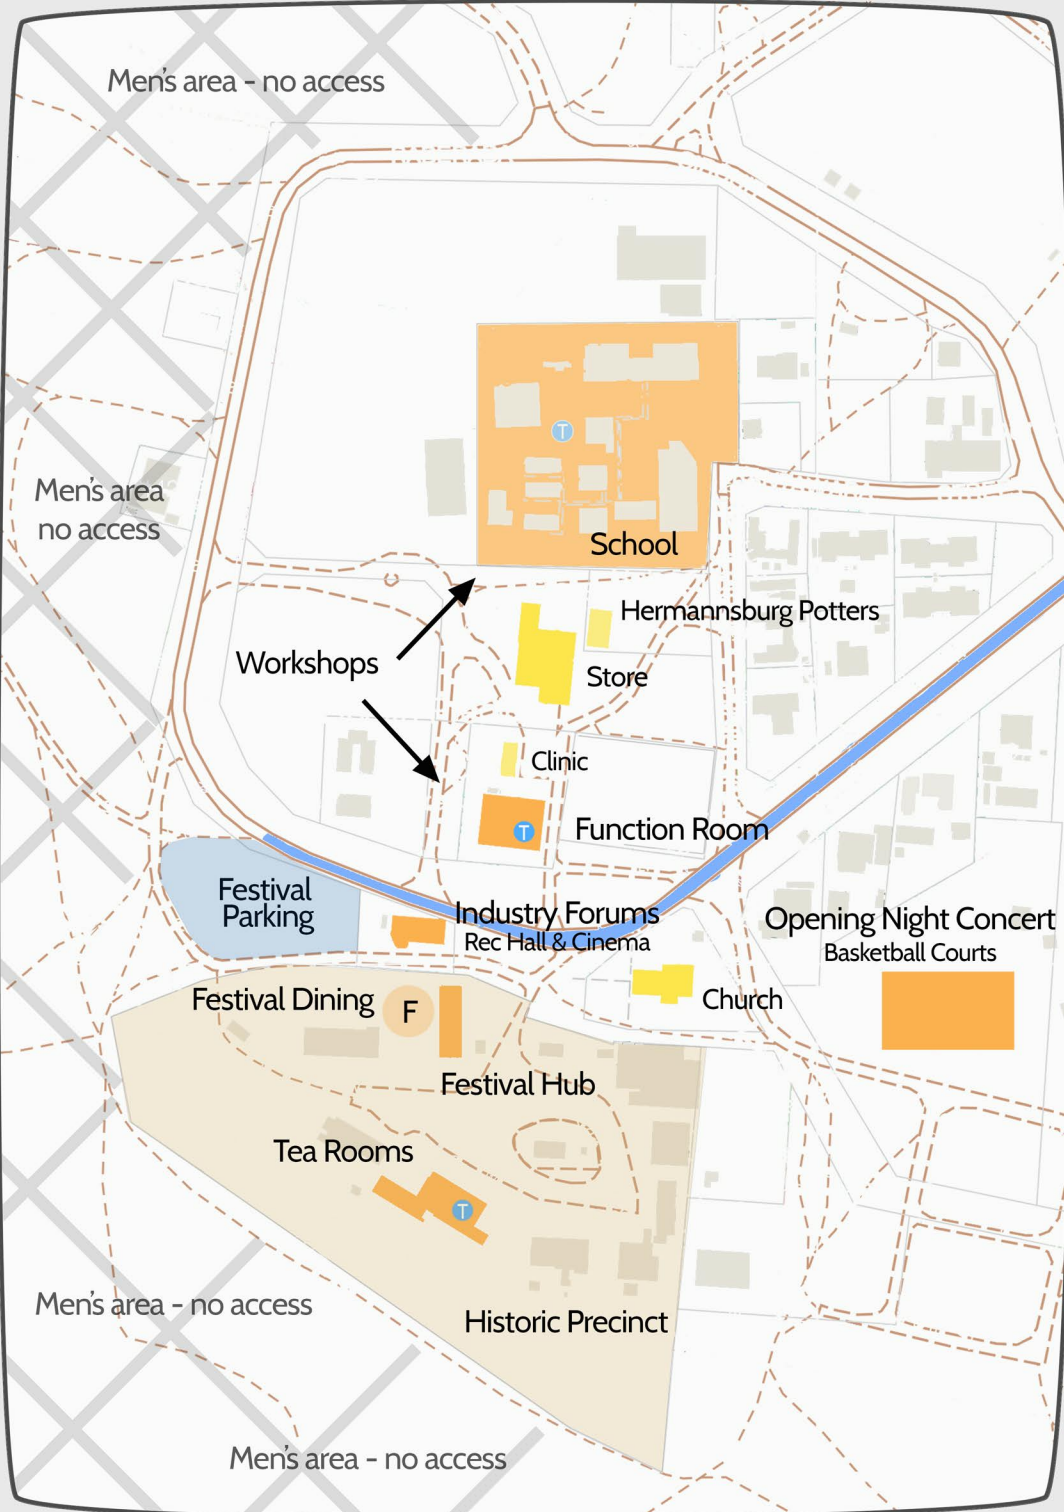 Men's area - no access
T
Men's area
no access
School
Hermannsburg Potters
Workshops
Store
Clinic
T
Function Room
Festival
Parking
Industry Forums
Rec Hall & Cinema
Opening Night Concert
Basketball Courts
Festival Dining
F
Church
Festival Hub
Tea Rooms
T
Men's area - no access
Historic Precinct
Men's area - no access